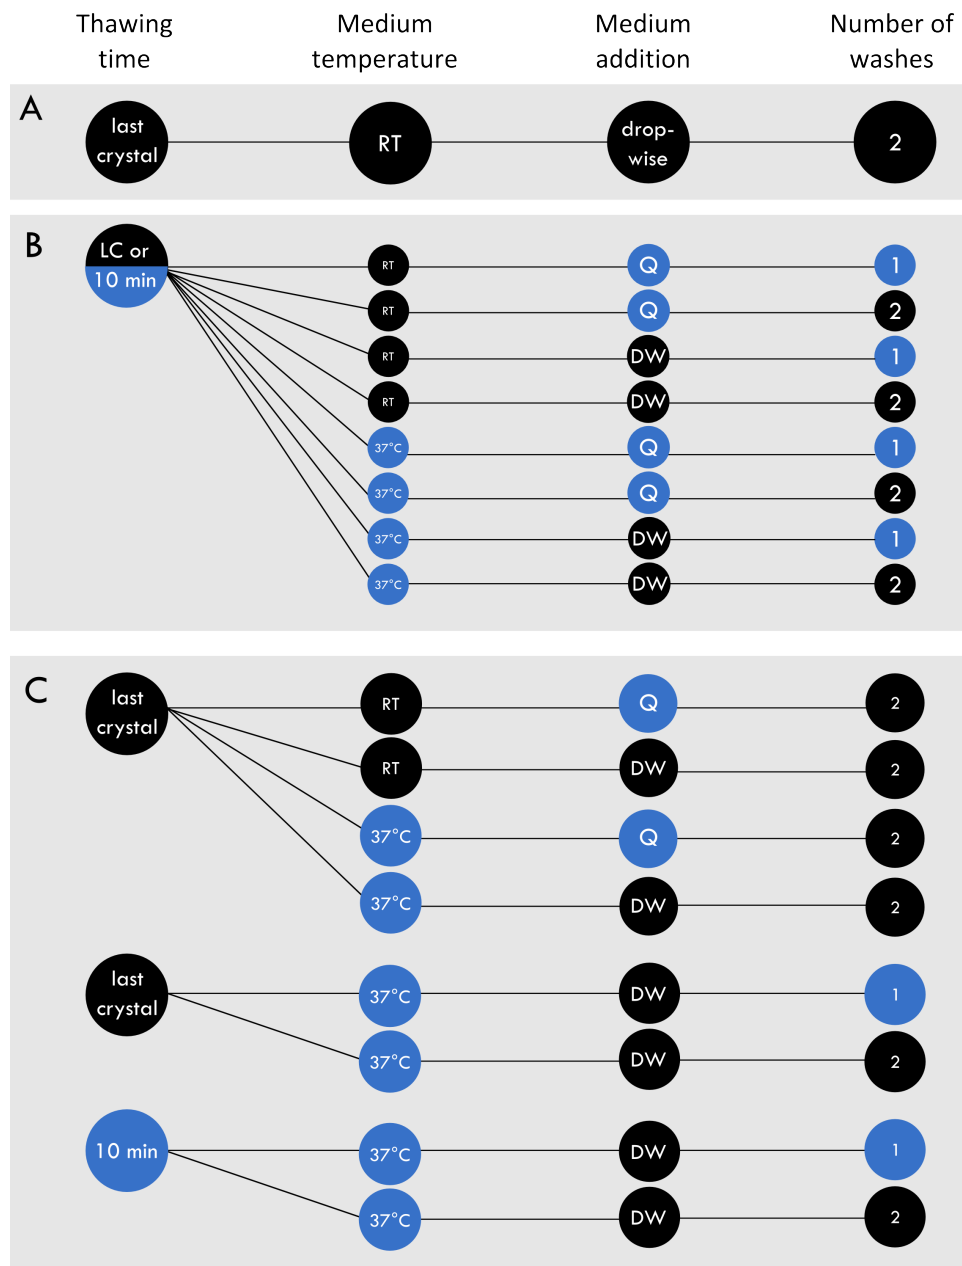 Thawing time
Medium temperature
Medium addition
Number of washes
A
last crystal
RT
drop-wise
2
B
LC or 10 min
RT Q 1
RT Q 2
RT DW 1
RT DW 2
37°C Q 1
37°C Q 2
37°C DW 1
37°C DW 2
C
last crystal
RT Q 2
RT DW 2
37°C Q 2
37°C DW 2
last crystal
37°C DW 1
37°C DW 2
10 min
37°C DW 1
37°C DW 2